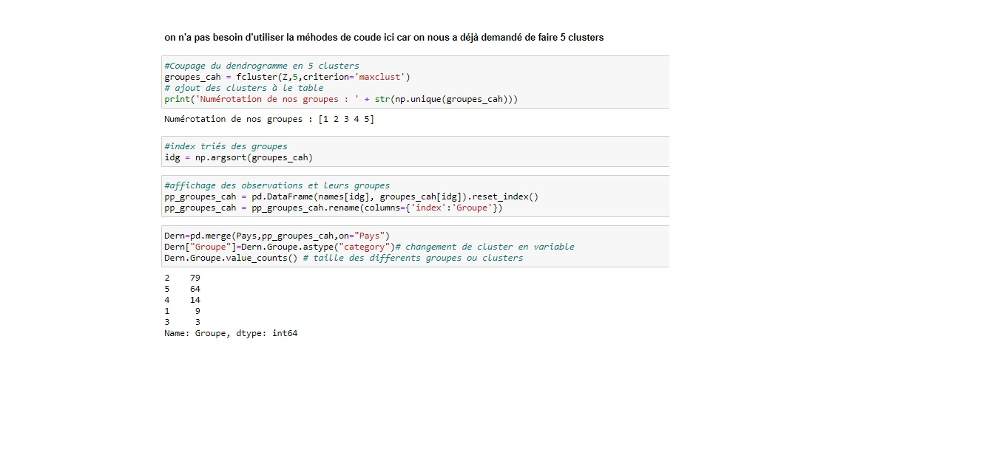 on n'a pas besoin d'utiliser la méhodes de coude ici car on nous a déjà demandé de faire 5 clusters
#Coupage du dendrogramme en 5 clusters
groupes_cah = fcluster(Z,5,criterion='maxclust')
# ajout des clusters à le table
print('Numérotation de nos groupes : ' + str(np.unique(groupes_cah)))
Numérotation de nos groupes : [1 2 3 4 5]
#index triés des groupes
idg = np.argsort(groupes_cah)
#affichage des observations et leurs groupes
pp_groupes_cah = pd.DataFrame(names[idg], groupes_cah[idg]).reset_index()
pp_groupes_cah = pp_groupes_cah.rename(columns={'index':'Groupe'})
Dern=pd.merge(Pays,pp_groupes_cah,on="Pays")
Dern["Groupe"]=Dern.Groupe.astype("category")# changement de cluster en variable
Dern.Groupe.value_counts() # taille des differents groupes ou clusters
2    79
5    64
4    14
1     9
3     3
Name: Groupe, dtype: int64